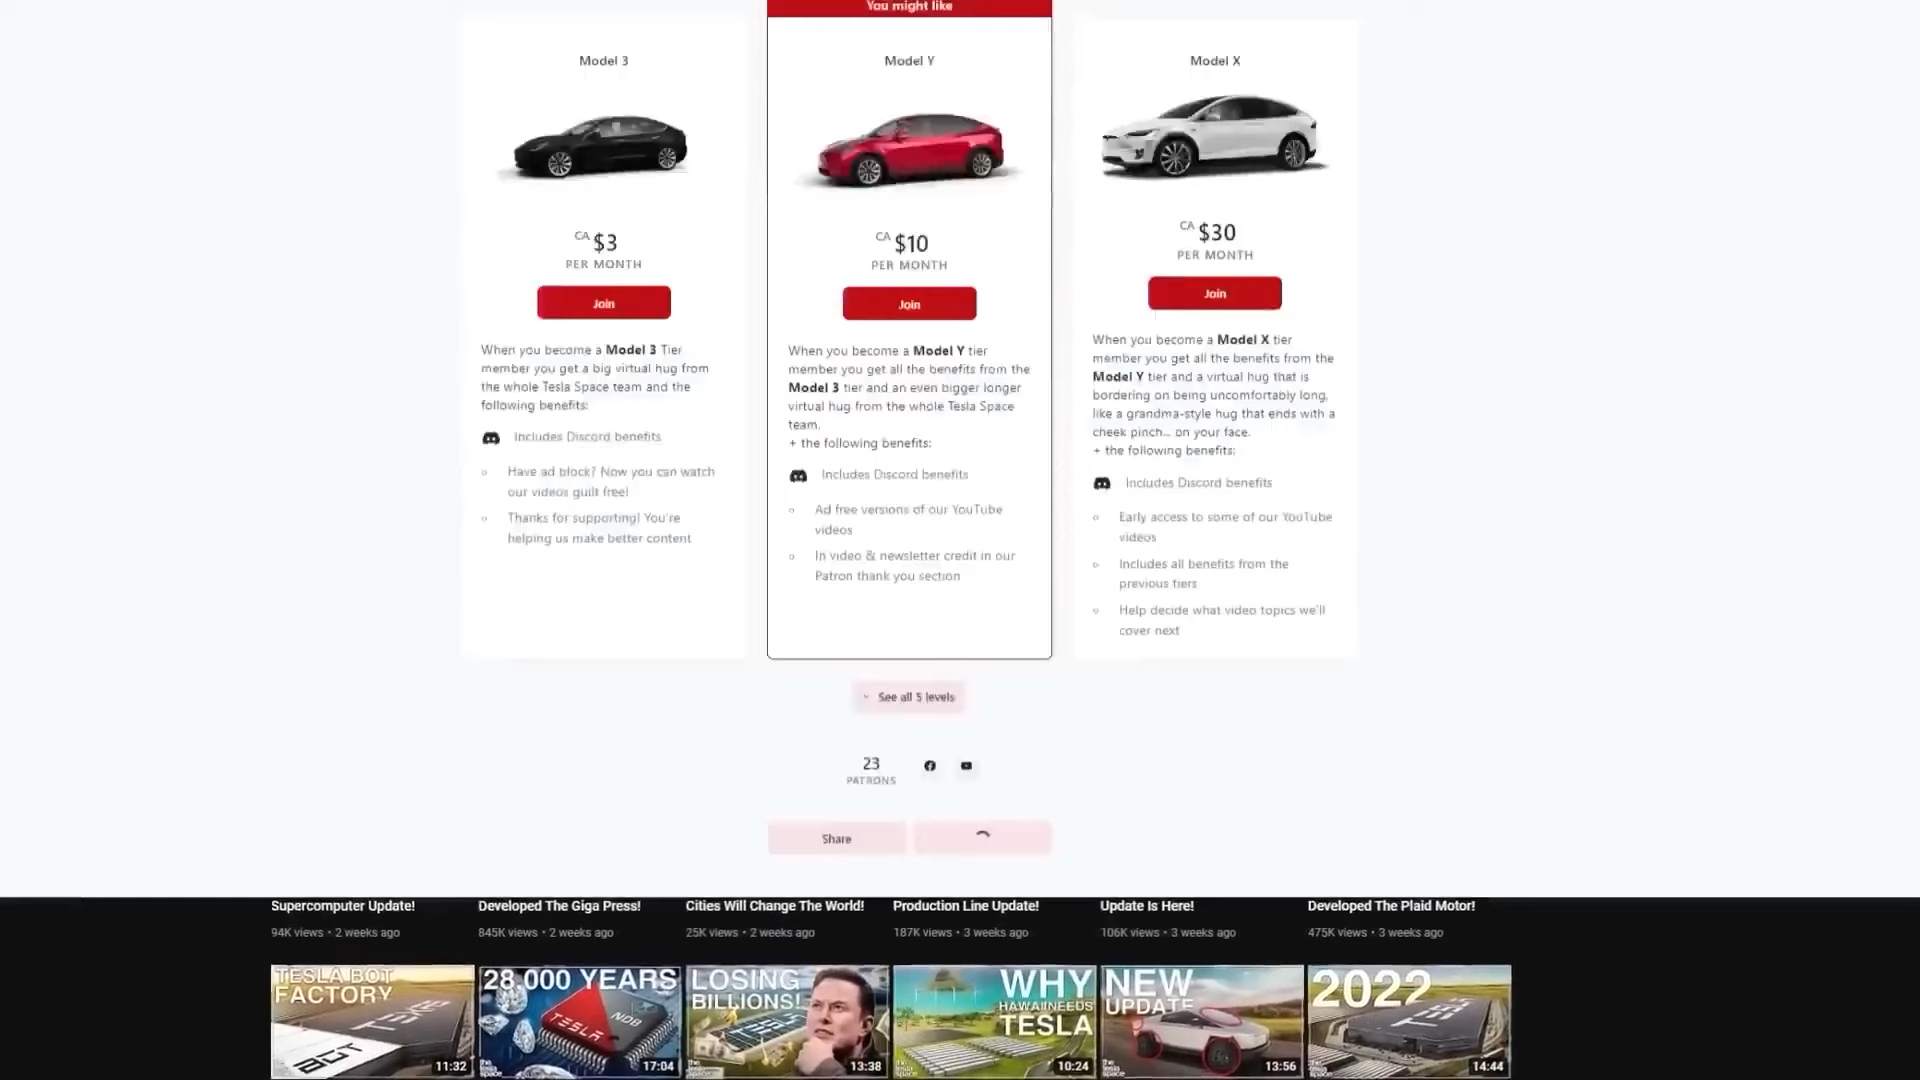 You might like
Model 3
CA $3
PER MONTH
Join
When you become a Model 3 Tier
member you get a big virtual hug from
the whole Tesla Space team and the
following benefits:
Includes Discord benefits
Have ad block? Now you can watch
our videos guilt free!
Thanks for supporting! You're
helping us make better content
Model Y
CA $10
PER MONTH
Join
When you become a Model Y tier
member you get all the benefits from the
Model 3 tier and an even bigger longer
virtual hug from the whole Tesla Space
team.
+ the following benefits:
Includes Discord benefits
Ad free versions of our YouTube
videos
In video & newsletter credit in our
Patron thank you section
Model X
CA $30
PER MONTH
Join
When you become a Model X tier
member you get all the benefits from the
Model Y tier and a virtual hug that is
bordering on being uncomfortably long,
like a grandma-style hug that ends with a
cheek pinch... on your face.
+ the following benefits:
Includes Discord benefits
Early access to some of our YouTube
videos
Includes all benefits from the
previous tiers
Help decide what video topics we'll
cover next
See all 5 levels
23
PATRONS
Share
Supercomputer Update!
94K views • 2 weeks ago
Developed The Giga Press!
845K views • 2 weeks ago
Cities Will Change The World!
25K views • 2 weeks ago
Production Line Update!
187K views • 3 weeks ago
Update Is Here!
106K views • 3 weeks ago
Developed The Plaid Motor!
475K views • 3 weeks ago
TESLA BOT
FACTORY
TESLA
BOT
11:32
28,000 YEARS
TESLA
NDB
17:04
LOSING
BILLIONS!
TESLA
13:38
WHY
HAWAII NEEDS
TESLA
10:24
NEW
UPDATE
13:56
2022
TESLA
14:44